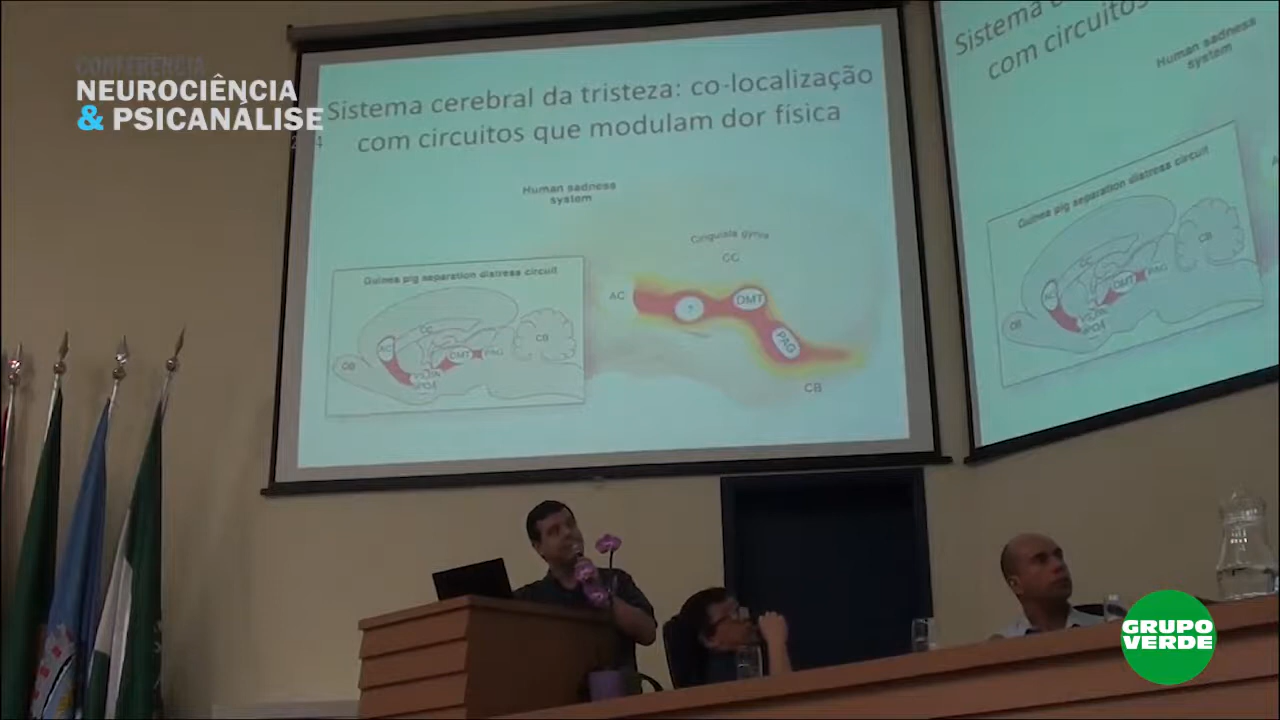 CONFERÊNCIA
NEUROCIÊNCIA
& PSICANÁLISE
Sistema cerebral da tristeza: co-localização
com circuitos que modulam dor física
Human sadness
system
Guinea pig separation distress circuit
CC
AC
DMT
PAG
CB
OB
POA
Cingulate gyrus
CC
AC
?
DMT
PAG
CB
Sistema
com circuitos
Human sadness
system
Guinea pig separation distress circuit
CC
AC
DMT
PAG
CB
OB
POA
GRUPO
VERDE